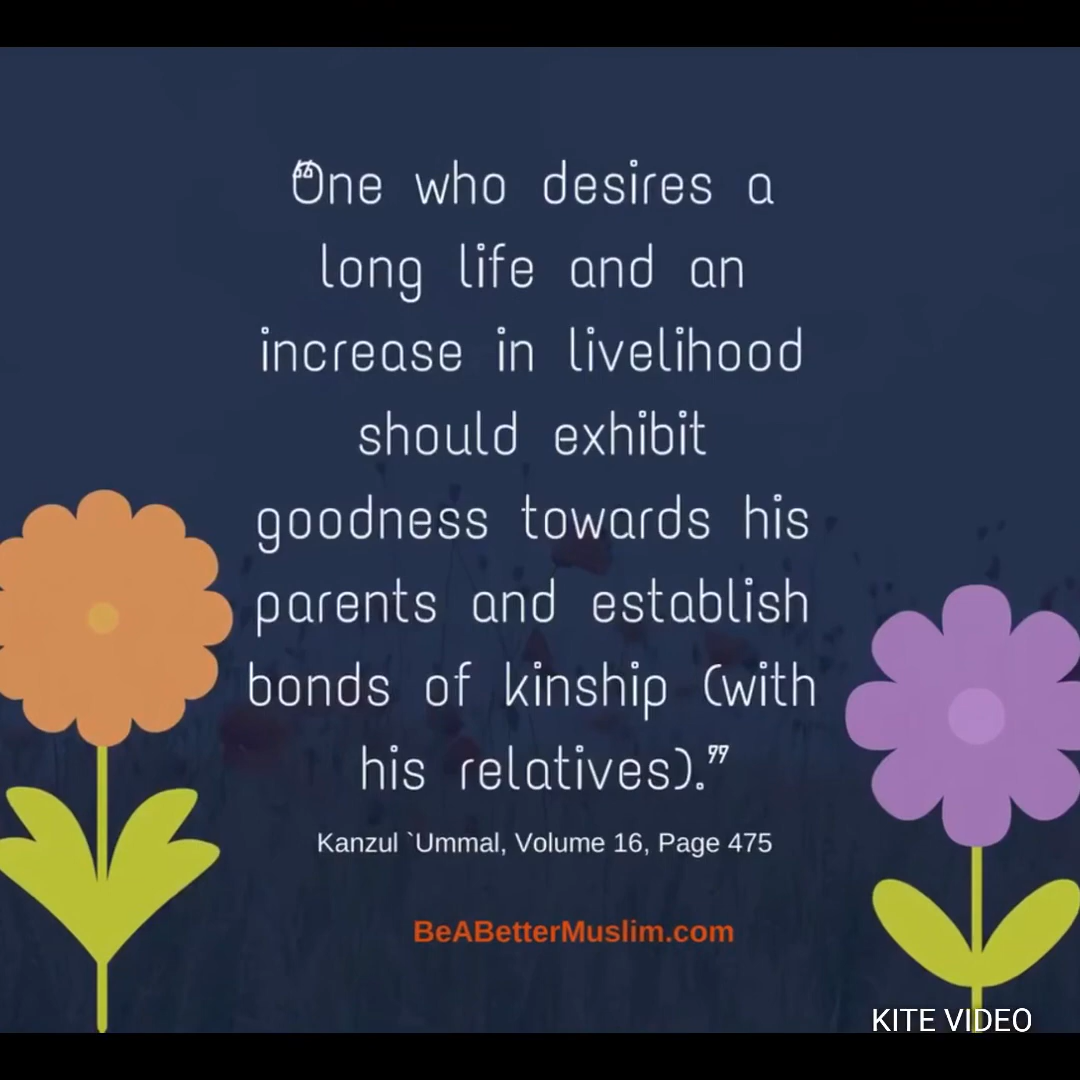 “One who desires a
long life and an
increase in livelihood
should exhibit
goodness towards his
parents and establish
bonds of kinship (with
his relatives).”
Kanzul `Ummal, Volume 16, Page 475
BeABetterMuslim.com
KITE VIDEO